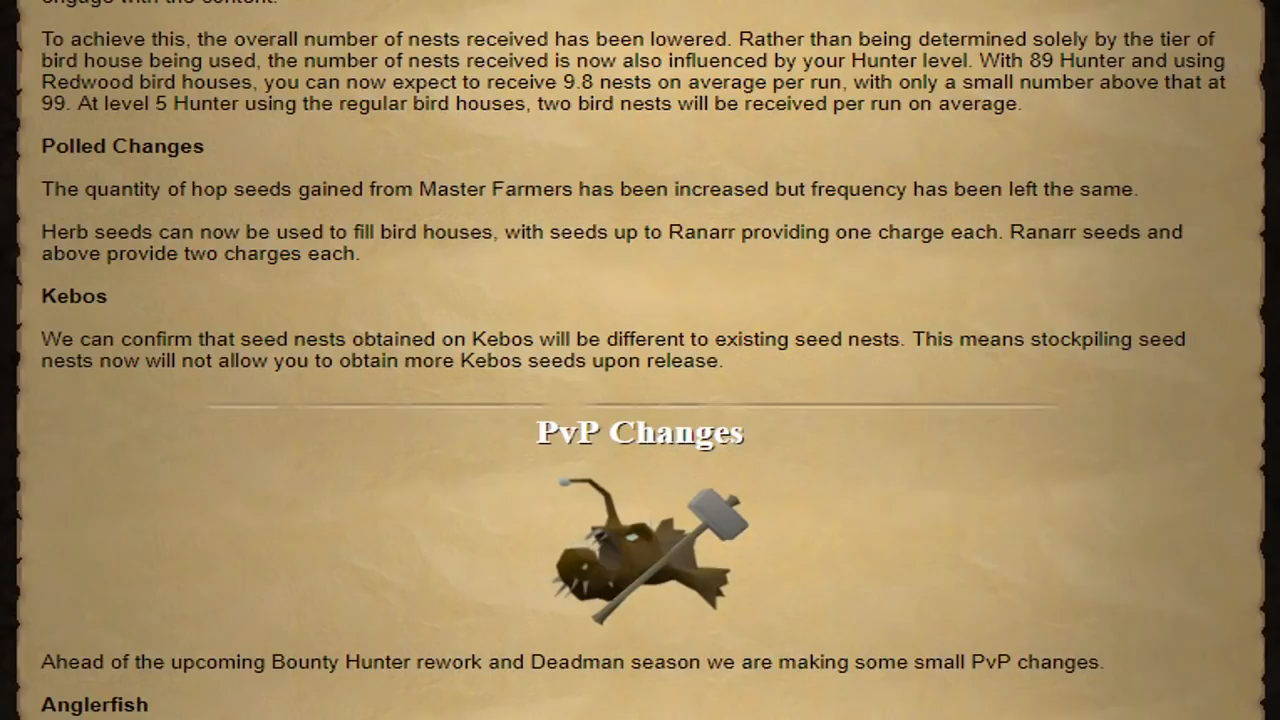 engage with the content.
To achieve this, the overall number of nests received has been lowered. Rather than being determined solely by the tier of
bird house being used, the number of nests received is now also influenced by your Hunter level. With 89 Hunter and using
Redwood bird houses, you can now expect to receive 9.8 nests on average per run, with only a small number above that at
99. At level 5 Hunter using the regular bird houses, two bird nests will be received per run on average.
Polled Changes
The quantity of hop seeds gained from Master Farmers has been increased but frequency has been left the same.
Herb seeds can now be used to fill bird houses, with seeds up to Ranarr providing one charge each. Ranarr seeds and
above provide two charges each.
Kebos
We can confirm that seed nests obtained on Kebos will be different to existing seed nests. This means stockpiling seed
nests now will not allow you to obtain more Kebos seeds upon release.
PvP Changes
Ahead of the upcoming Bounty Hunter rework and Deadman season we are making some small PvP changes.
Anglerfish